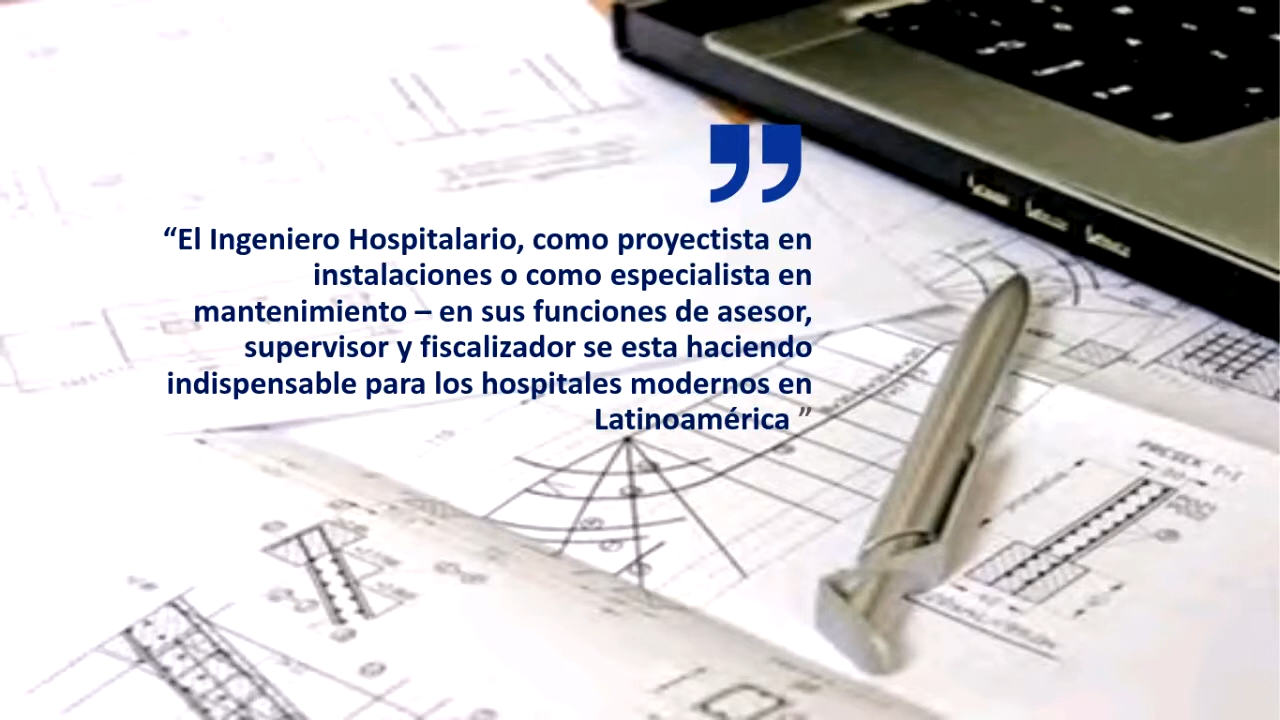 “El Ingeniero Hospitalario, como proyectista en
instalaciones o como especialista en
mantenimiento – en sus funciones de asesor,
supervisor y fiscalizador se esta haciendo
indispensable para los hospitales modernos en
Latinoamérica ”